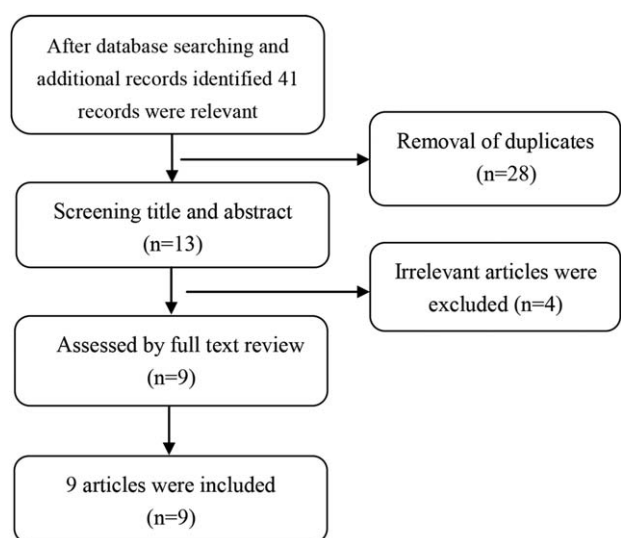 After database searching and
additional records identified 41
records were relevant
Removal of duplicates
(n=28)
Screening title and abstract
(n=13)
Irrelevant articles were
excluded (n=4)
Assessed by full text review
(n=9)
9 articles were included
(n=9)